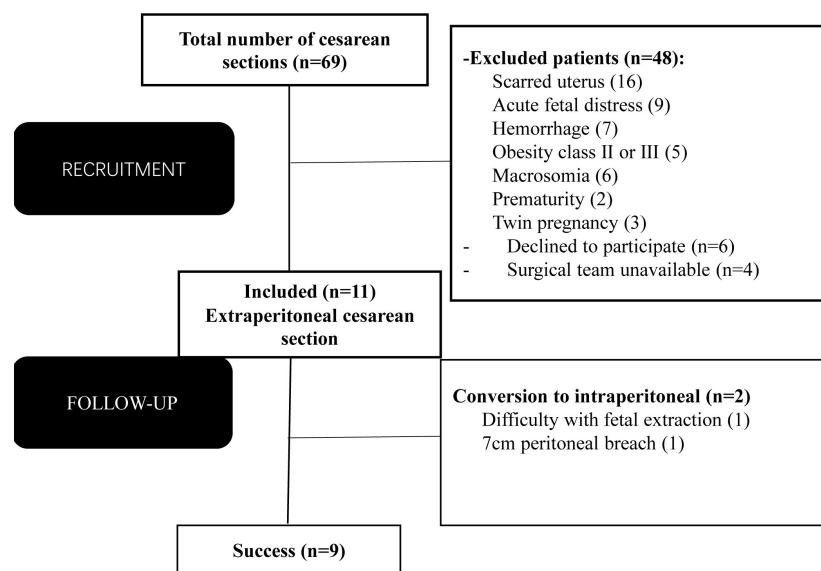 Total number of cesarean
sections (n=69)
-Excluded patients (n=48):
Scarred uterus (16)
Acute fetal distress (9)
Hemorrhage (7)
Obesity class II or III (5)
Macrosomia (6)
Prematurity (2)
Twin pregnancy (3)
- Declined to participate (n=6)
- Surgical team unavailable (n=4)
RECRUITMENT
Included (n=11)
Extraperitoneal cesarean
section
FOLLOW-UP
Conversion to intraperitoneal (n=2)
Difficulty with fetal extraction (1)
7cm peritoneal breach (1)
Success (n=9)